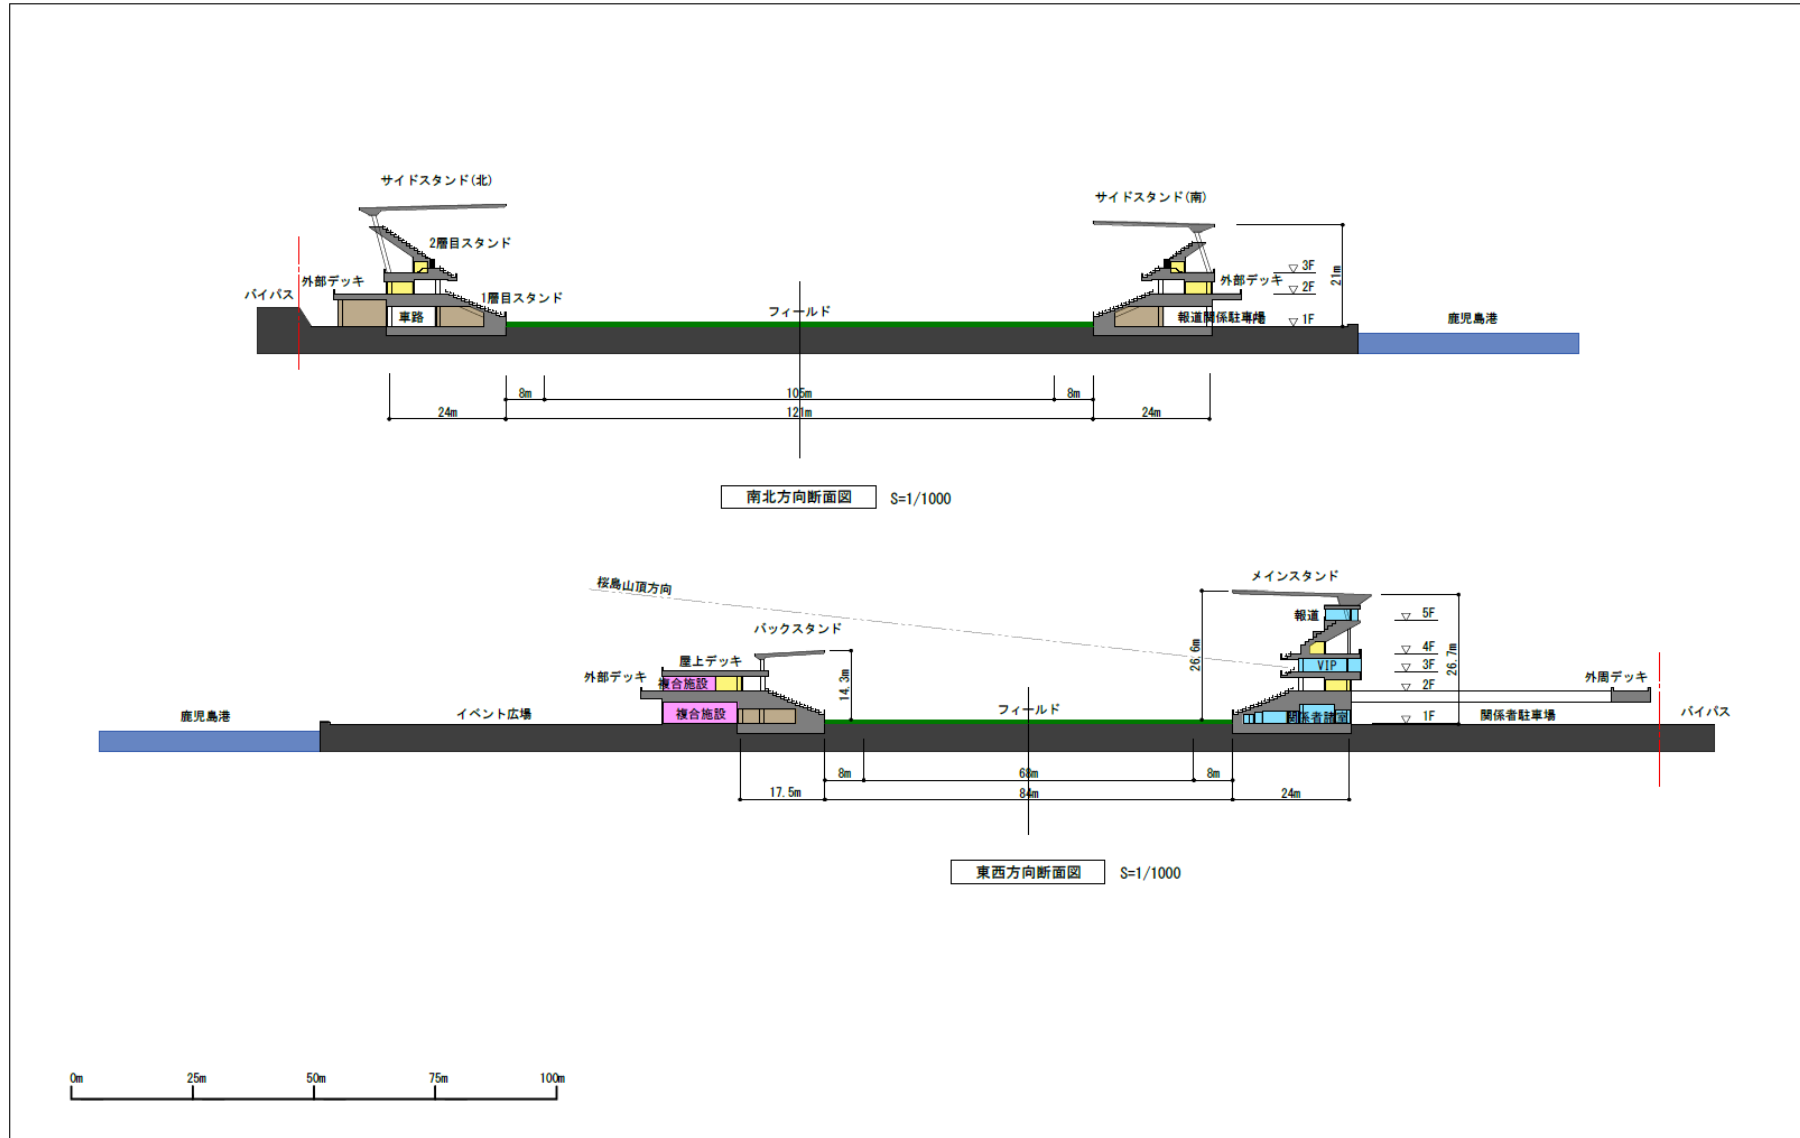 サイドスタンド(北)
サイドスタンド(南)
2層目スタンド
3F
外部デッキ
外部デッキ
21m
バイパス
1層目スタンド
2F
車路
フィールド
報道関係駐車場
1F
鹿児島港
8m
105m
8m
24m
121m
24m
南北方向断面図
S=1/1000
桜島山頂方向
メインスタンド
報道
5F
バックスタンド
4F
屋上デッキ
26.6m
VIP
3F
26.7m
外部デッキ
複合施設
14.3m
2F
外周デッキ
鹿児島港
イベント広場
複合施設
フィールド
関係者諸室
1F
関係者駐車場
バイパス
8m
68m
8m
17.5m
84m
24m
東西方向断面図
S=1/1000
0m
25m
50m
75m
100m